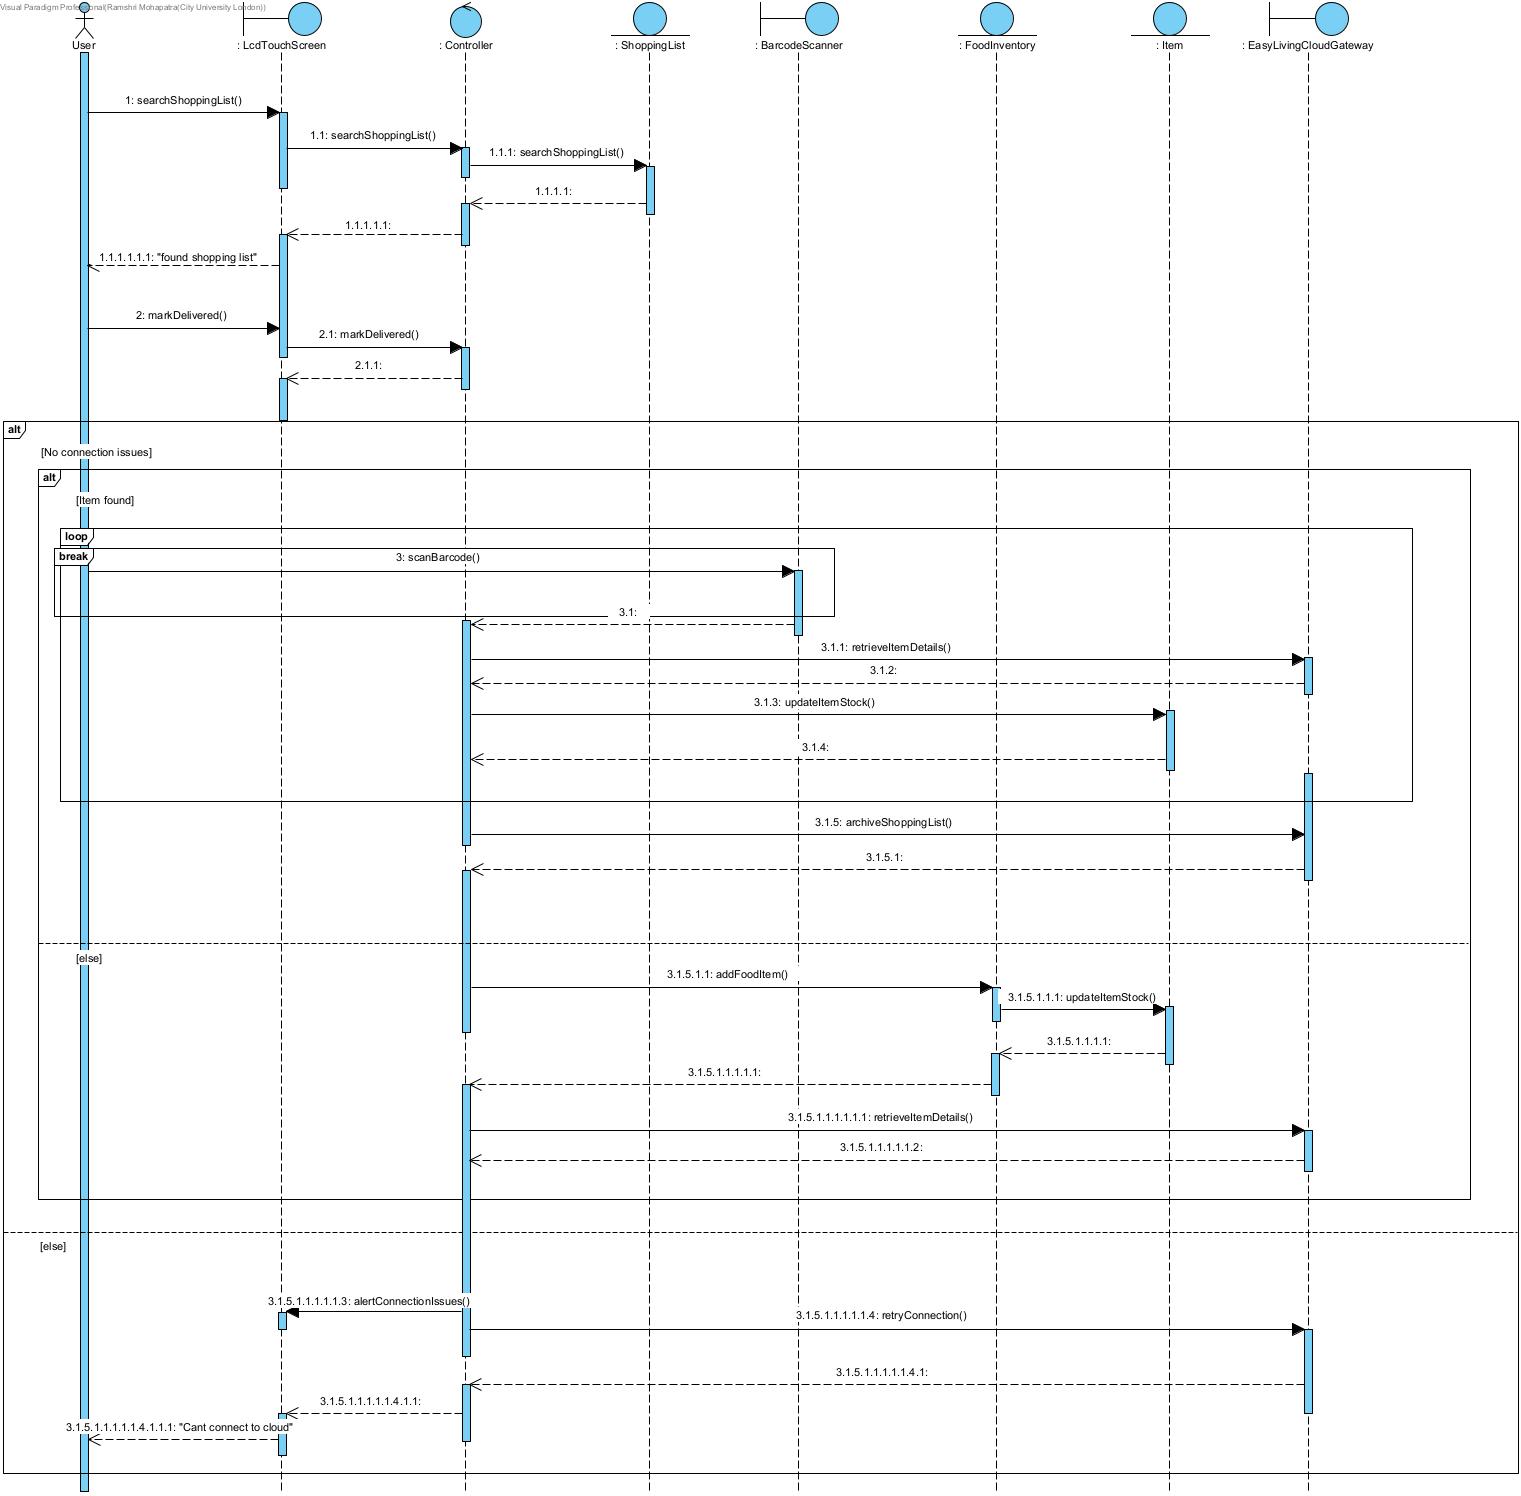 Visual Paradigm Professional(Ramshri Mohapatra(City University London))
User
: LcdTouchScreen
: Controller
: ShoppingList
: BarcodeScanner
: FoodInventory
: Item
: EasyLivingCloudGateway
1: searchShoppingList()
1.1: searchShoppingList()
1.1.1: searchShoppingList()
1.1.1.1:
1.1.1.1.1:
1.1.1.1.1.1: "found shopping list"
2: markDelivered()
2.1: markDelivered()
2.1.1:
alt
[No connection issues]
alt
[Item found]
loop
break
3: scanBarcode()
3.1:
3.1.1: retrieveItemDetails()
3.1.2:
3.1.3: updateItemStock()
3.1.4:
3.1.5: archiveShoppingList()
3.1.5.1:
[else]
3.1.5.1.1: addFoodItem()
3.1.5.1.1.1: updateItemStock()
3.1.5.1.1.1.1:
3.1.5.1.1.1.1.1:
3.1.5.1.1.1.1.1.1: retrieveItemDetails()
3.1.5.1.1.1.1.1.2:
[else]
3.1.5.1.1.1.1.1.3: alertConnectionIssues()
3.1.5.1.1.1.1.1.4: retryConnection()
3.1.5.1.1.1.1.1.4.1:
3.1.5.1.1.1.1.1.4.1.1:
3.1.5.1.1.1.1.1.4.1.1.1: "Cant connect to cloud"